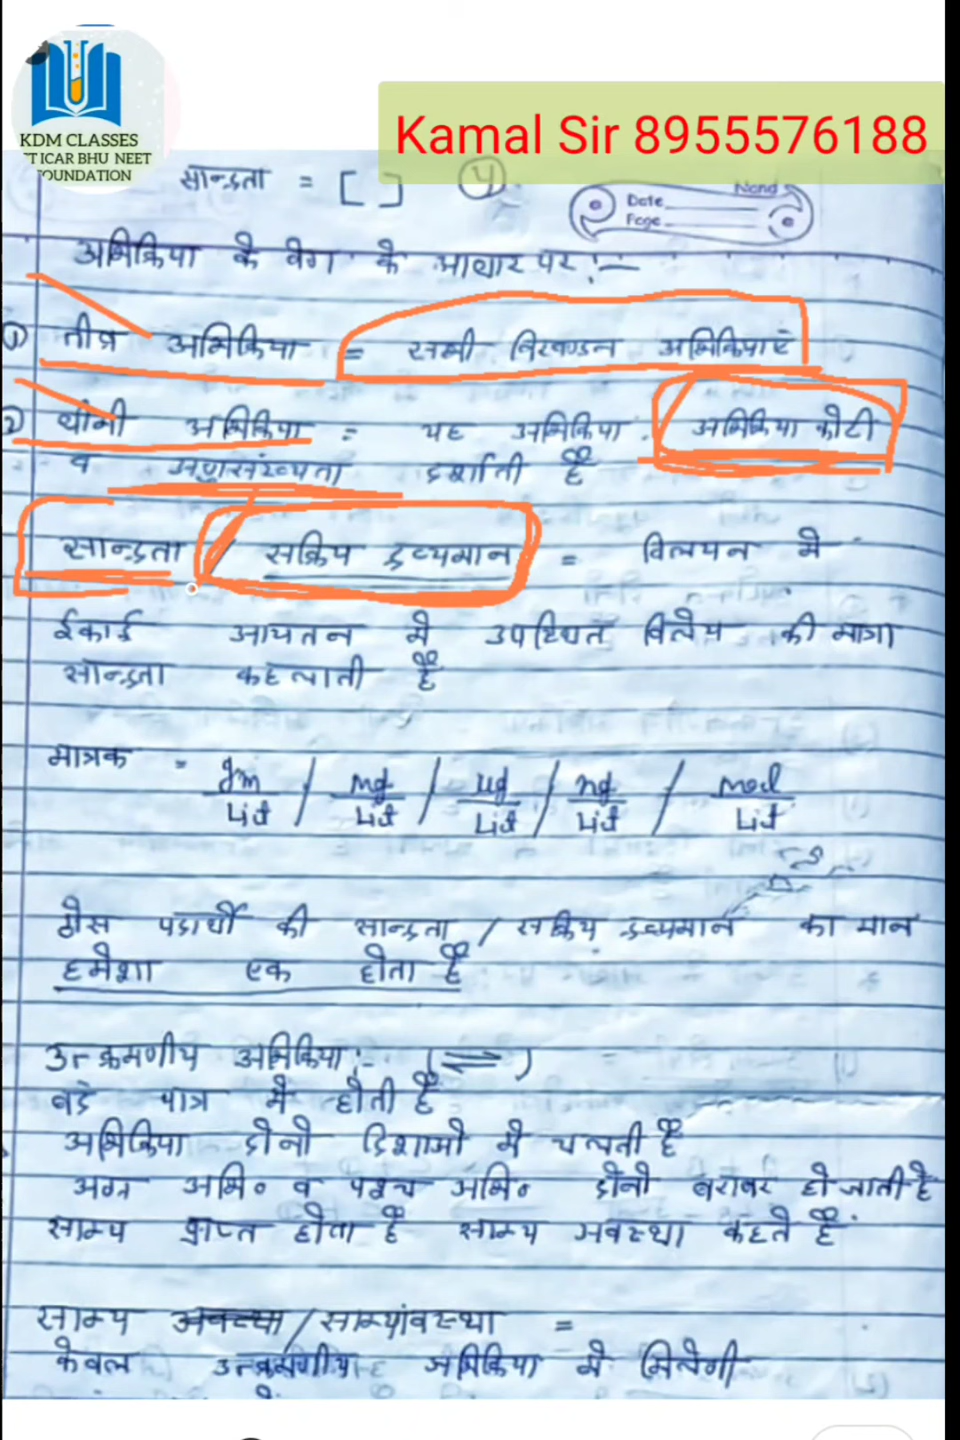 KDM CLASSES
ICAR BHU NEET
FOUNDATION
Kamal Sir 8955576188
सान्द्रता = [ ] (4)
Date
Page
अभिक्रिया के वेग के आधार पर :-
① तीव्र अभिक्रिया = सभी विखण्डन अभिक्रियाएं
② धीमी अभिक्रिया = यह अभिक्रिया अभिक्रिया कोटी
व अणुसंख्यता दर्शाती है
सान्द्रता / सक्रिय द्रव्यमान = विलयन मे
ईकाई आयतन मे उपस्थित विलेय की मात्रा
सान्द्रता कहलाती है
मात्रक = gm/Lit / mg/Lit / ug/Lit / ng/Lit / mol/Lit
ठोस पदार्थो की सान्द्रता / सक्रिय द्रव्यमान का मान
हमेशा एक होता है
उत्क्रमणीय अभिक्रिया :- (⇌)
बडे पात्र मे होती है
अभिक्रिया दोनो दिशाओ मे चलती है
अग्र अभि० व पश्च अभि० दोनो बराबर हो जाती है
साम्य प्राप्त होता है साम्य अवस्था कहते है
साम्य अवस्था / साम्यांवस्था =
केवल उत्क्रमणीय अभिक्रिया मे मिलेगी